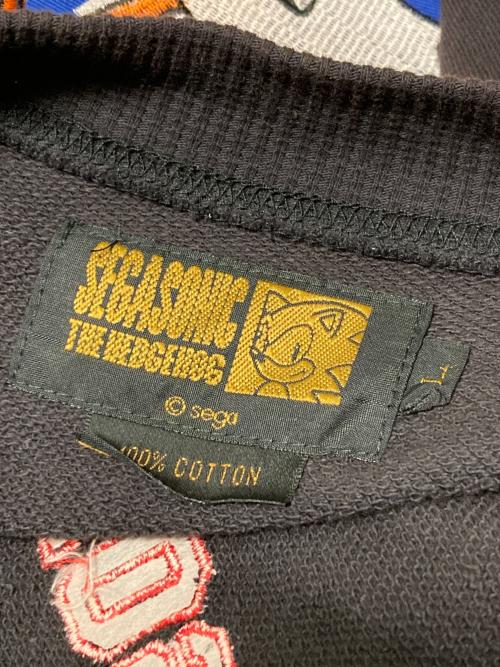 SEGASONIC
THE HEDGEHOG
© sega
100% COTTON